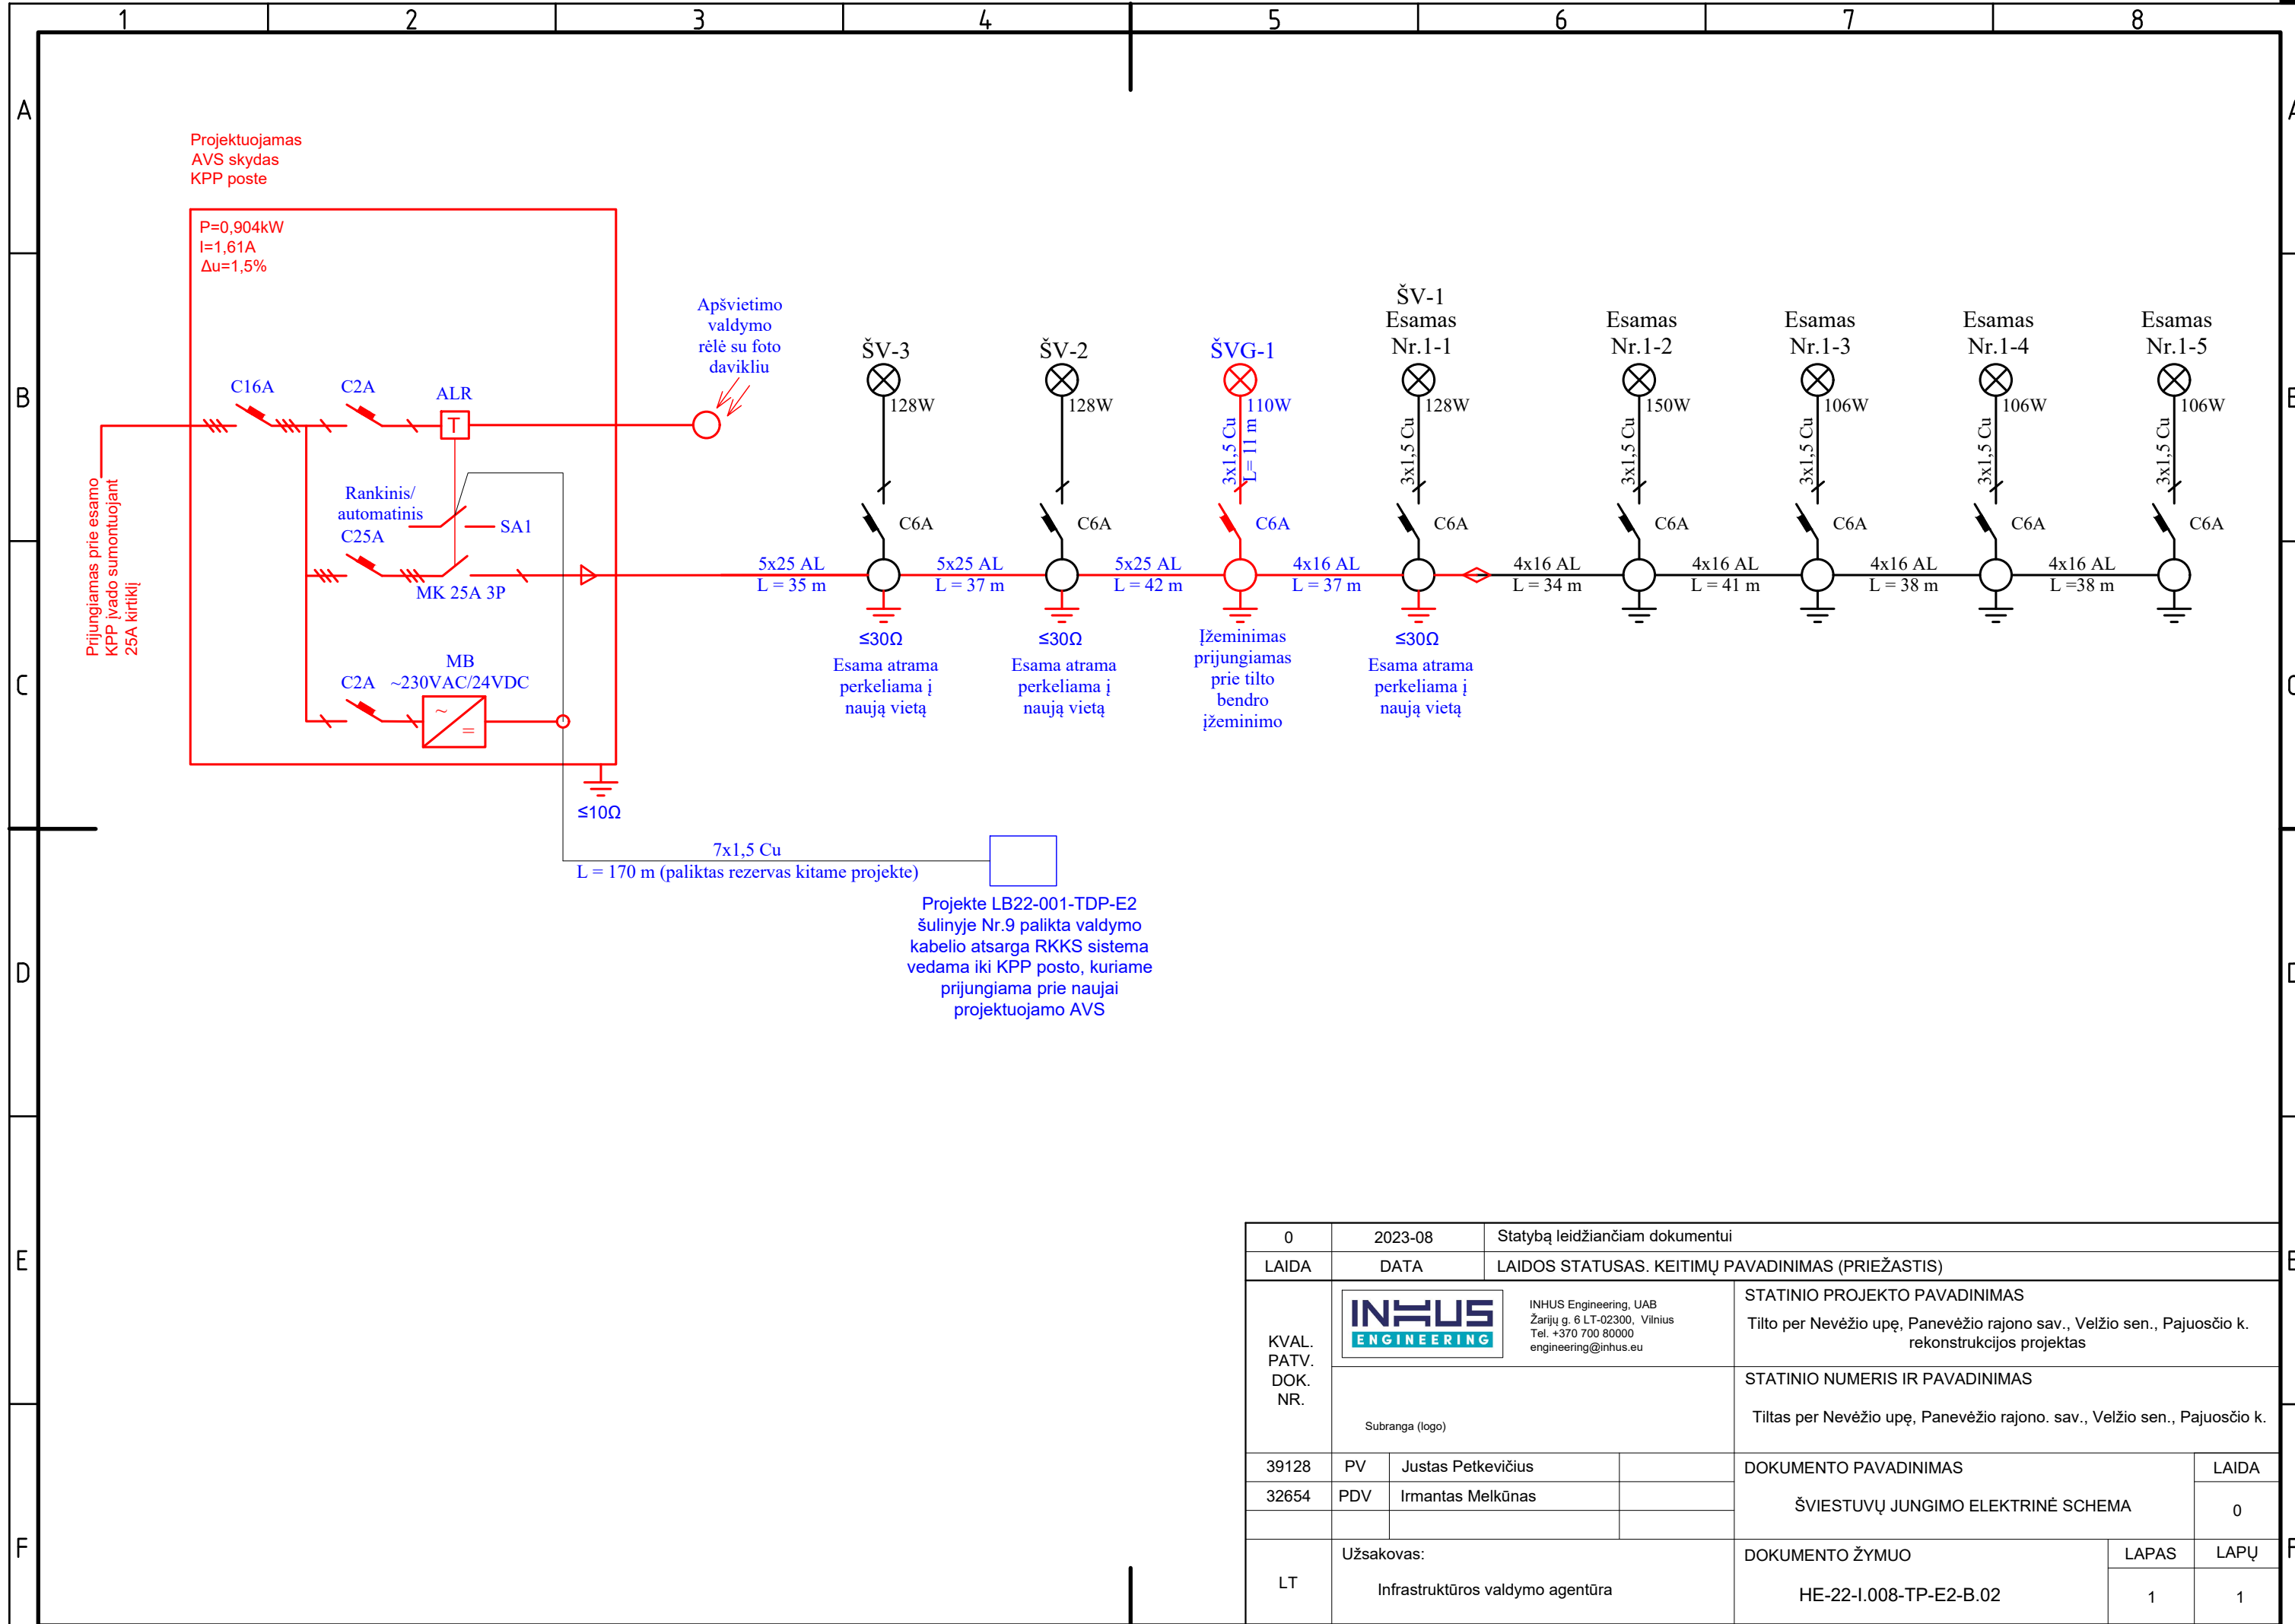 1 2 3 4 5 6 7 8
A
B
C
D
E
F
Projektuojamas
AVS skydas
KPP poste
P=0,904kW
I=1,61A
Δu=1,5%
C16A
C2A
ALR
T
Rankinis/
automatinis
C25A
SA1
MK 25A 3P
MB
C2A ~230VAC/24VDC
~
=
≤10Ω
Prijungiamas prie esamo
KPP įvado sumontuojant
25A kirtiklį
Apšvietimo
valdymo
rėlė su foto
davikliu
ŠV-3
128W
C6A
5x25 AL
L = 35 m
≤30Ω
Esama atrama
perkeliama į
naują vietą
ŠV-2
128W
C6A
5x25 AL
L = 37 m
≤30Ω
Esama atrama
perkeliama į
naują vietą
ŠVG-1
110W
3x1,5 Cu
L= 11 m
C6A
5x25 AL
L = 42 m
Įžeminimas
prijungiamas
prie tilto
bendro
įžeminimo
ŠV-1
Esamas
Nr.1-1
128W
3x1,5 Cu
C6A
4x16 AL
L = 37 m
≤30Ω
Esama atrama
perkeliama į
naują vietą
Esamas
Nr.1-2
150W
3x1,5 Cu
C6A
4x16 AL
L = 34 m
Esamas
Nr.1-3
106W
3x1,5 Cu
C6A
4x16 AL
L = 41 m
Esamas
Nr.1-4
106W
3x1,5 Cu
C6A
4x16 AL
L = 38 m
Esamas
Nr.1-5
106W
3x1,5 Cu
C6A
4x16 AL
L =38 m
7x1,5 Cu
L = 170 m (paliktas rezervas kitame projekte)
Projekte LB22-001-TDP-E2
šulinyje Nr.9 palikta valdymo
kabelio atsarga RKKS sistema
vedama iki KPP posto, kuriame
prijungiama prie naujai
projektuojamo AVS
0 2023-08 Statybą leidžiančiam dokumentui
LAIDA DATA LAIDOS STATUSAS. KEITIMŲ PAVADINIMAS (PRIEŽASTIS)
KVAL.
PATV.
DOK.
NR.
INHUS
ENGINEERING
INHUS Engineering, UAB
Žarijų g. 6 LT-02300, Vilnius
Tel. +370 700 80000
engineering@inhus.eu
Subranga (logo)
STATINIO PROJEKTO PAVADINIMAS
Tilto per Nevėžio upę, Panevėžio rajono sav., Velžio sen., Pajuosčio k.
rekonstrukcijos projektas
STATINIO NUMERIS IR PAVADINIMAS
Tiltas per Nevėžio upę, Panevėžio rajono. sav., Velžio sen., Pajuosčio k.
39128 PV Justas Petkevičius
32654 PDV Irmantas Melkūnas
DOKUMENTO PAVADINIMAS
ŠVIESTUVŲ JUNGIMO ELEKTRINĖ SCHEMA
LAIDA
0
LT
Užsakovas:
Infrastruktūros valdymo agentūra
DOKUMENTO ŽYMUO
HE-22-I.008-TP-E2-B.02
LAPAS LAPŲ
1 1
A
B
C
D
E
F